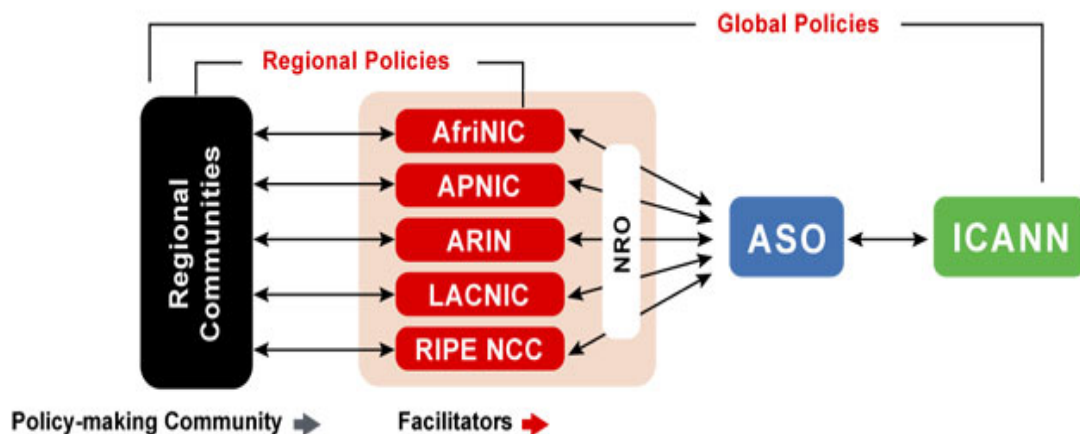 Global Policies
Regional Policies
Regional
Communities
AfriNIC
APNIC
ARIN
LACNIC
RIPE NCC
NRO
ASO
ICANN
Policy-making Community
Facilitators